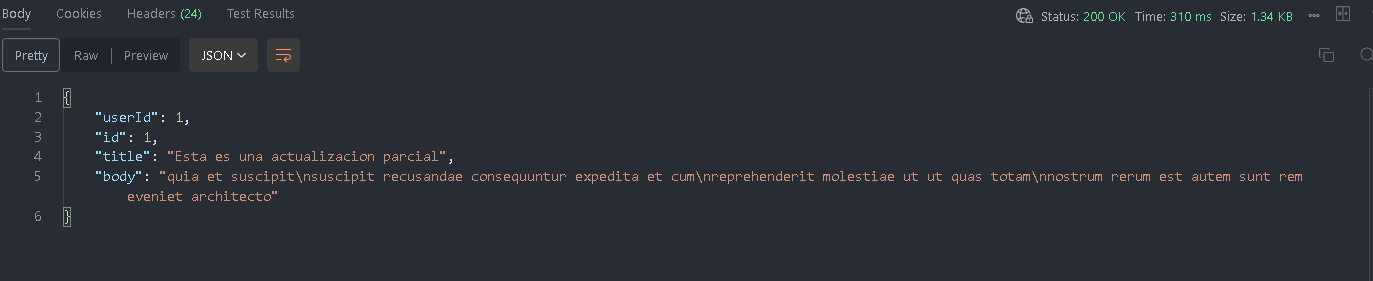 Body Cookies Headers (24) Test Results Status: 200 OK Time: 310 ms Size: 1.34 KB
Pretty Raw Preview JSON
1 {
2 "userId": 1,
3 "id": 1,
4 "title": "Esta es una actualizacion parcial",
5 "body": "quia et suscipit\nsuscipit recusandae consequuntur expedita et cum\nreprehenderit molestiae ut ut quas totam\nnostrum rerum est autem sunt rem
eveniet architecto"
6 }